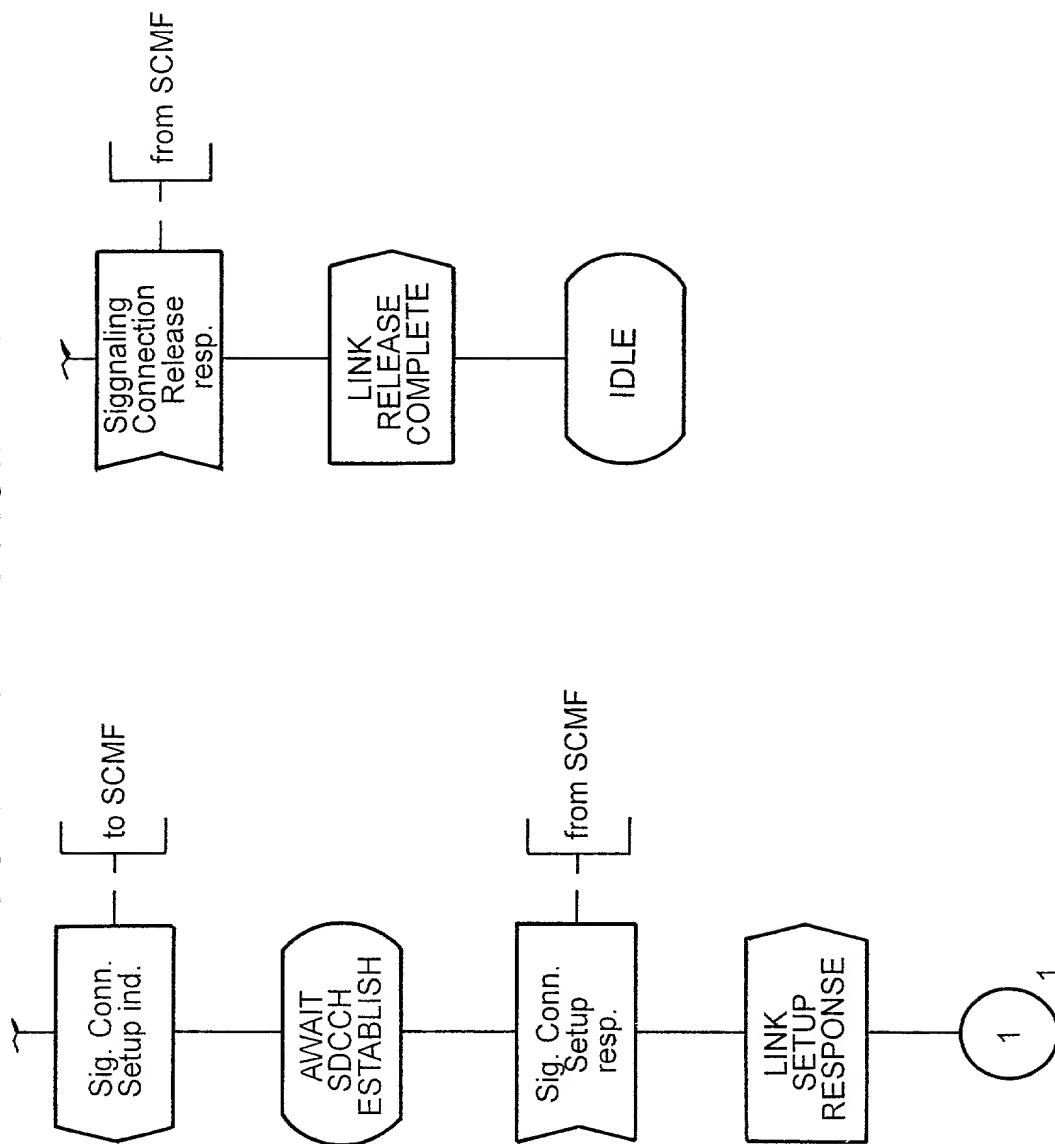 Sig. Conn.
Setup ind.
to SCMF
AWAIT
SDCCH
ESTABLISH
Sig. Conn.
Setup
resp.
from SCMF
LINK
SETUP
RESPONSE
1
1
Siggnaling
Connection
Release
resp.
from SCMF
LINK
RELEASE
COMPLETE
IDLE